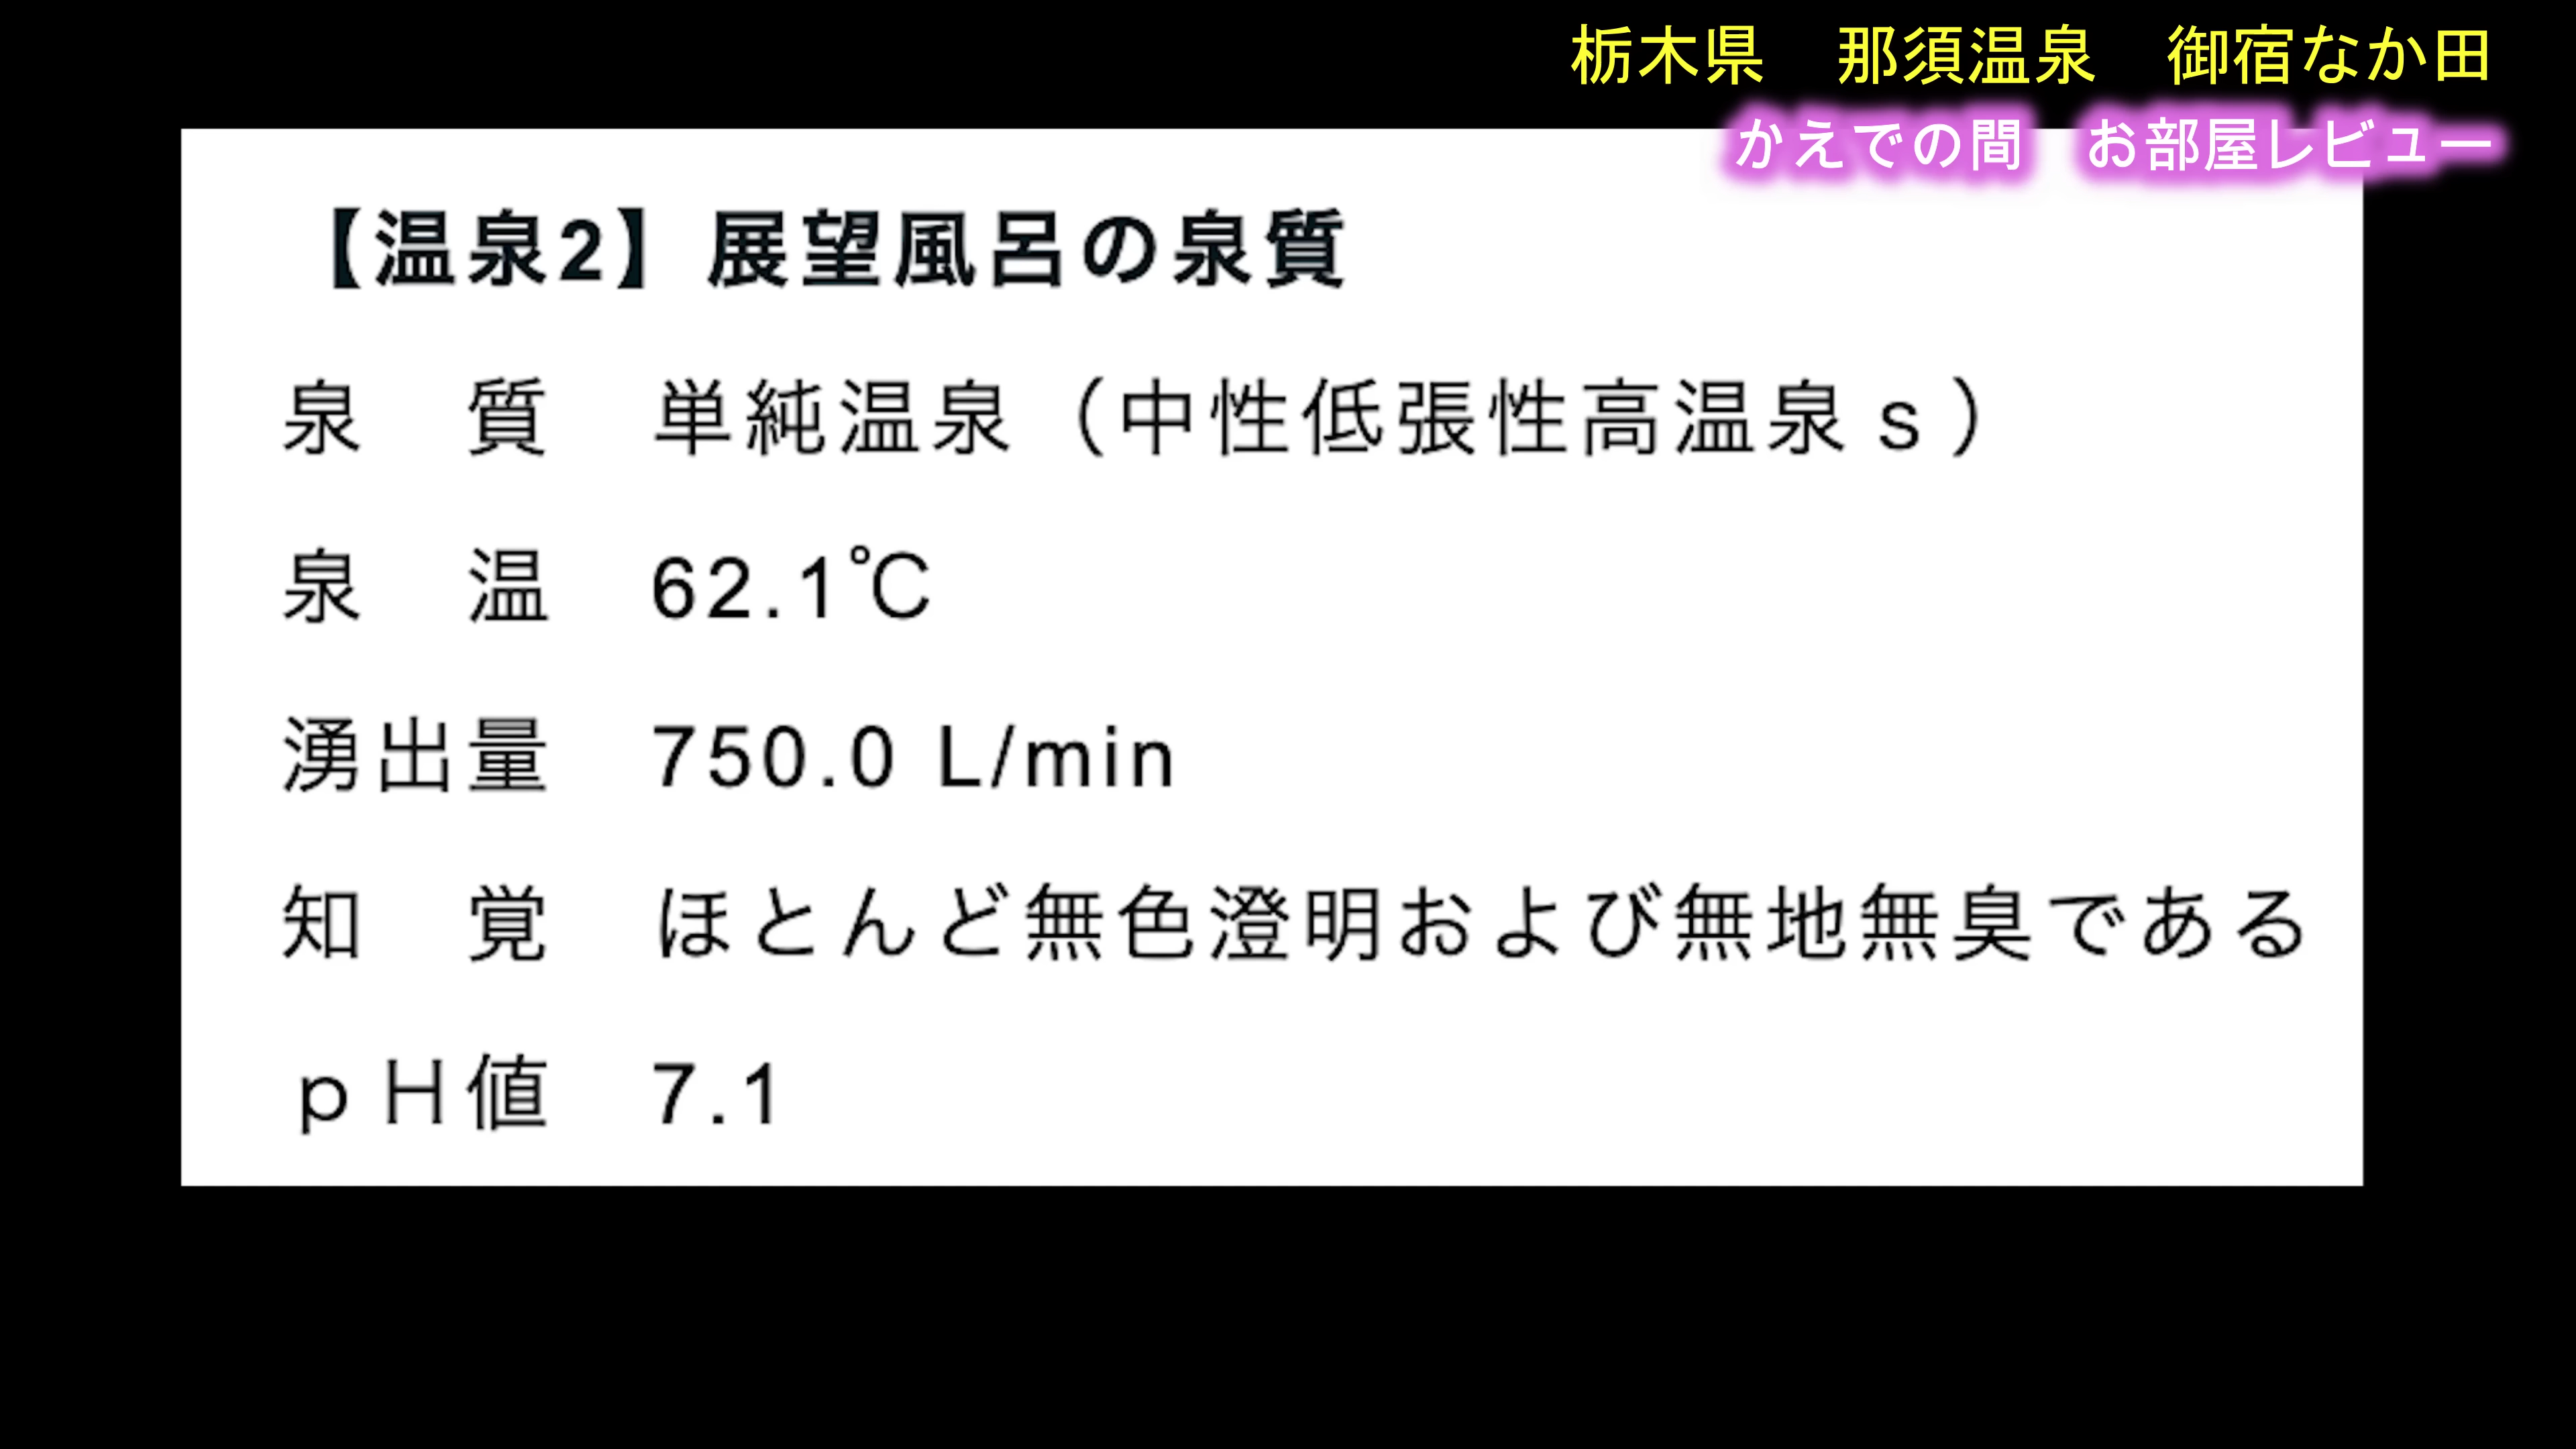 栃木県　那須温泉　御宿なか田
かえでの間　お部屋レビュー
【温泉2】展望風呂の泉質
泉　質　単純温泉（中性低張性高温泉ｓ）
泉　温　62.1℃
湧出量　750.0 L/min
知　覚　ほとんど無色澄明および無地無臭である
ｐＨ値　7.1